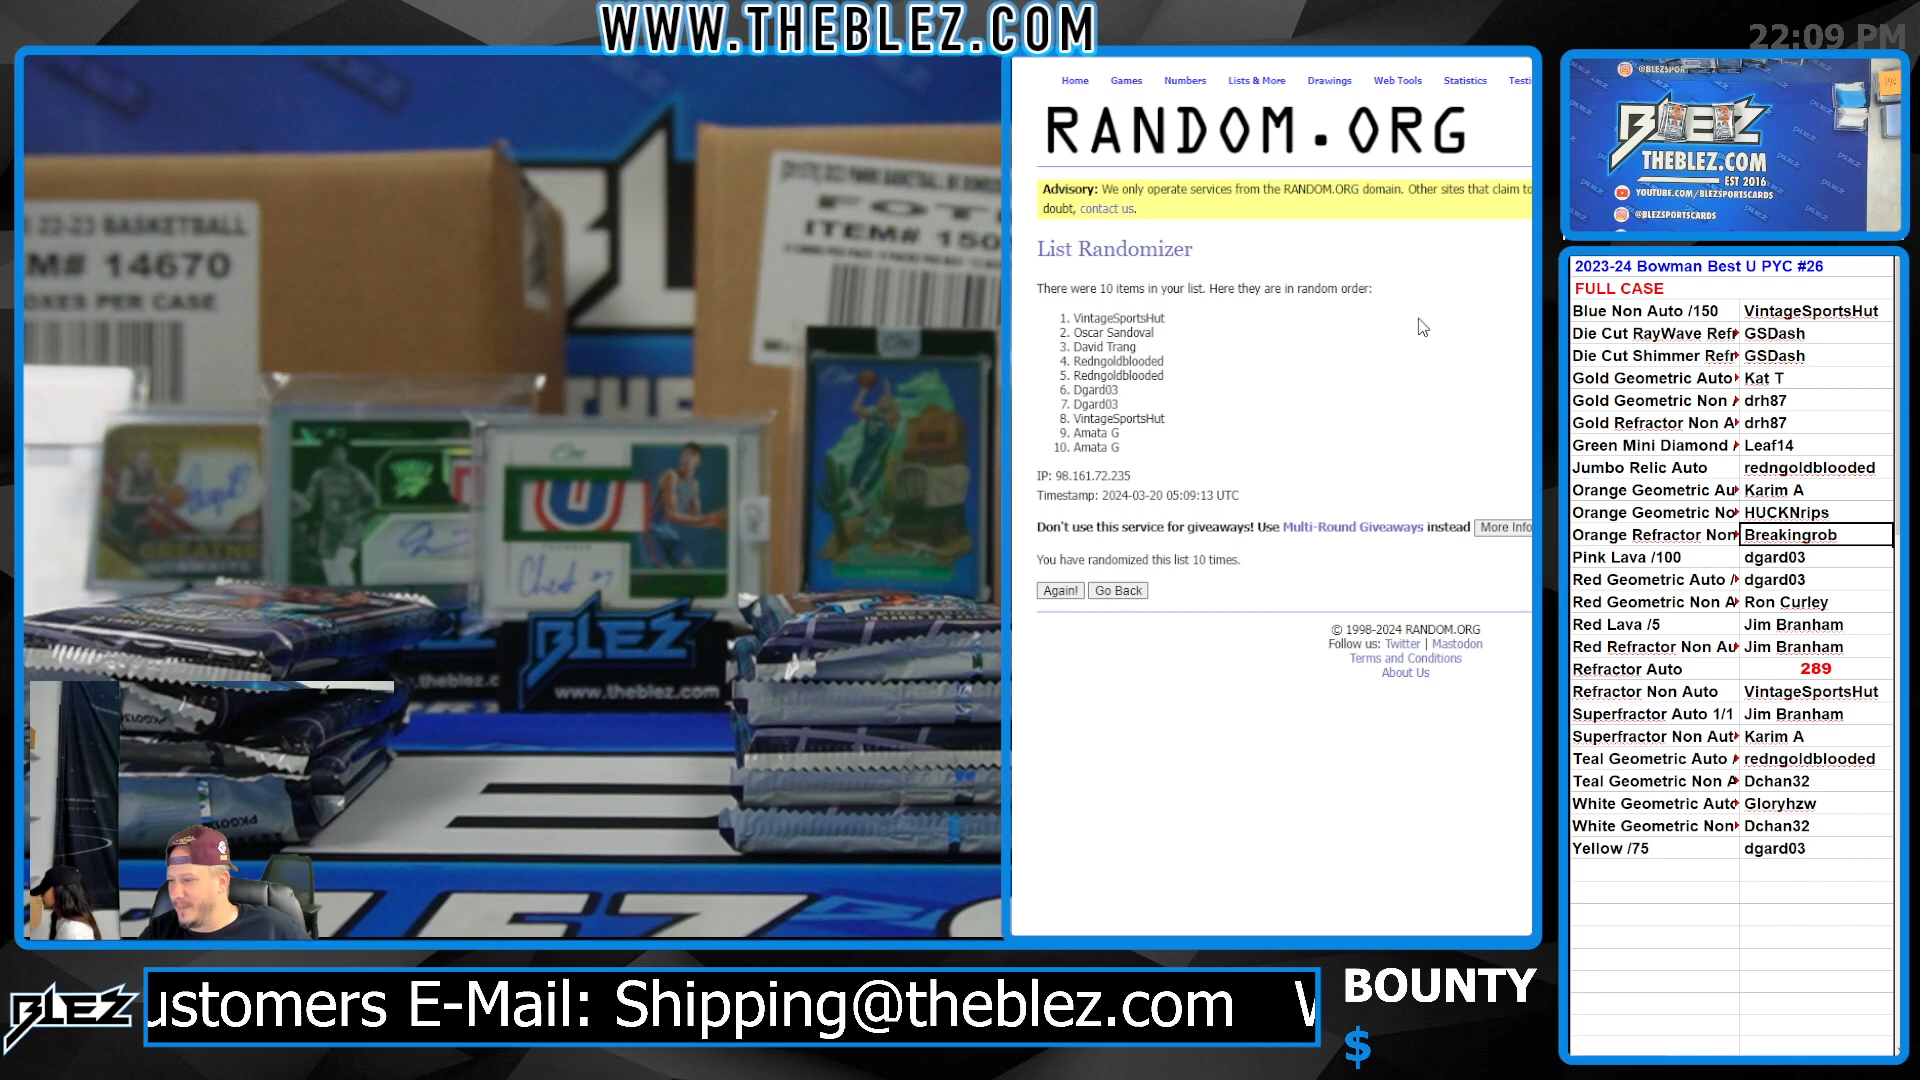 WWW.THEBLEZ.COM
22:09 PM
22-23 BASKETBALL
M# 14670
OXES PER CASE
FOTL
ITEM# 150
Chet #7
BLEZ
www.theblez.com
PKG01
Home Games Numbers Lists & More Drawings Web Tools Statistics Testi
RANDOM.ORG
Advisory: We only operate services from the RANDOM.ORG domain. Other sites that claim to
doubt, contact us.
List Randomizer
There were 10 items in your list. Here they are in random order:
1. VintageSportsHut
2. Oscar Sandoval
3. David Trang
4. Redngoldblooded
5. Redngoldblooded
6. Dgard03
7. Dgard03
8. VintageSportsHut
9. Amata G
10. Amata G
IP: 98.161.72.235
Timestamp: 2024-03-20 05:09:13 UTC
Don't use this service for giveaways! Use Multi-Round Giveaways instead More Info
You have randomized this list 10 times.
Again! Go Back
© 1998-2024 RANDOM.ORG
Follow us: Twitter | Mastodon
Terms and Conditions
About Us
@BLEZSPOR
BLEZ
THEBLEZ.COM
EST 2016
YOUTUBE.COM/BLEZSPORTSCARDS
@BLEZSPORTSCARDS
2023-24 Bowman Best U PYC #26
FULL CASE
Blue Non Auto /150 VintageSportsHut
Die Cut RayWave Refr GSDash
Die Cut Shimmer Refr GSDash
Gold Geometric Auto Kat T
Gold Geometric Non A drh87
Gold Refractor Non A drh87
Green Mini Diamond / Leaf14
Jumbo Relic Auto redngoldblooded
Orange Geometric Au Karim A
Orange Geometric No HUCKNrips
Orange Refractor Non Breakingrob
Pink Lava /100 dgard03
Red Geometric Auto / dgard03
Red Geometric Non A Ron Curley
Red Lava /5 Jim Branham
Red Refractor Non Au Jim Branham
Refractor Auto 289
Refractor Non Auto VintageSportsHut
Superfractor Auto 1/1 Jim Branham
Superfractor Non Aut Karim A
Teal Geometric Auto / redngoldblooded
Teal Geometric Non A Dchan32
White Geometric Auto Gloryhzw
White Geometric Non Dchan32
Yellow /75 dgard03
BLEZ
ustomers E-Mail: Shipping@theblez.com
BOUNTY
$